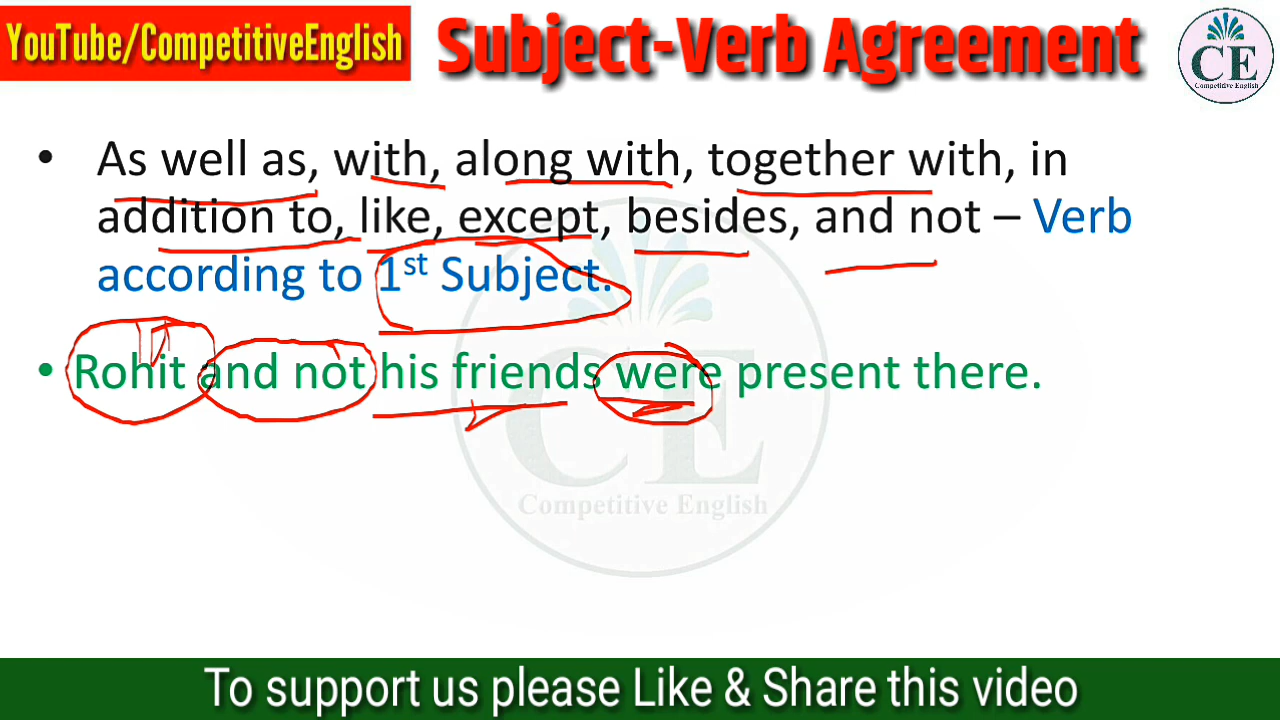 YouTube/CompetitiveEnglish
Subject-Verb Agreement
CE
Competitive English
• As well as, with, along with, together with, in
addition to, like, except, besides, and not – Verb
according to 1st Subject.
• Rohit and not his friends were present there.
CE
Competitive English
To support us please Like & Share this video